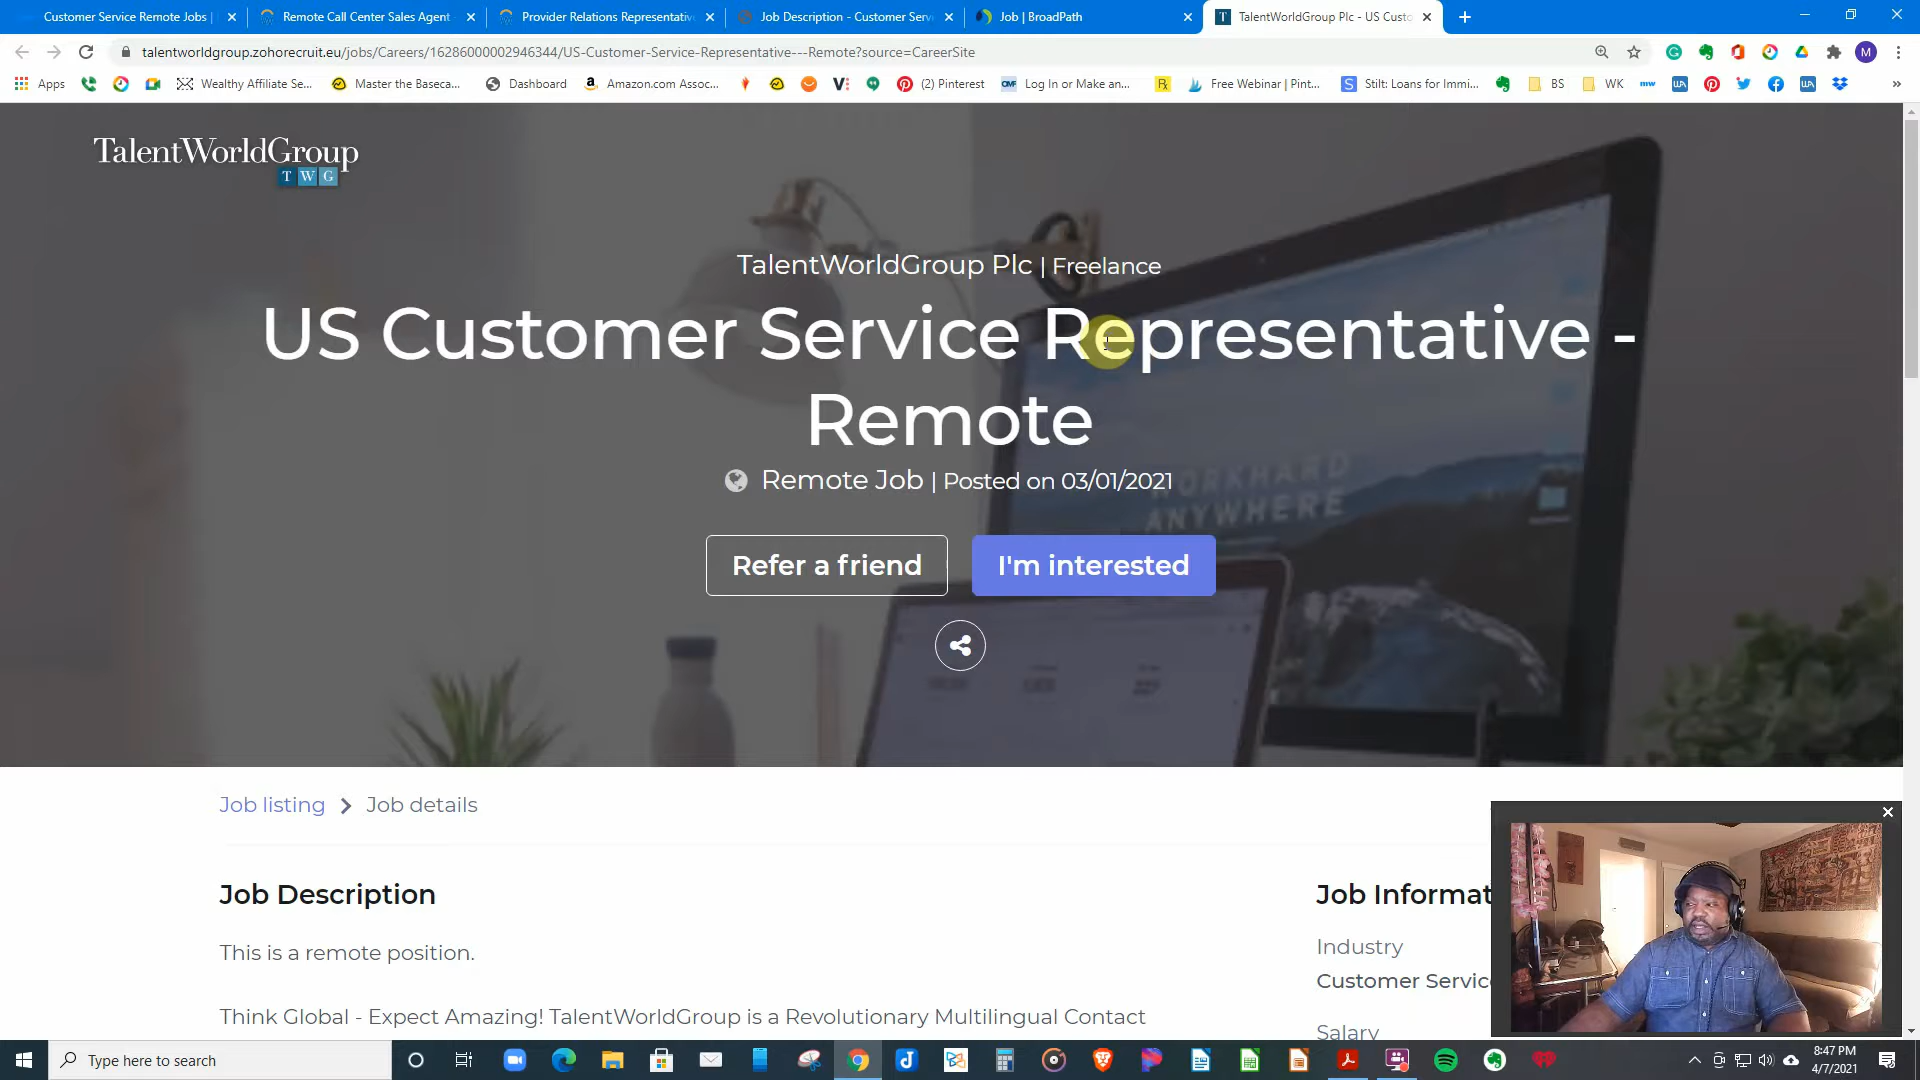 Customer Service Remote Jobs |
Remote Call Center Sales Agent
Provider Relations Representativ
Job Description - Customer Serv
Job | BroadPath
TalentWorldGroup Plc - US Custo
talentworldgroup.zohorecruit.eu/jobs/Careers/16286000002946344/US-Customer-Service-Representative---Remote?source=CareerSite
M
Apps
Wealthy Affiliate Se...
Master the Baseca...
Dashboard
Amazon.com Assoc...
(2) Pinterest
Log In or Make an...
Free Webinar | Pint...
Stilt: Loans for Immi...
BS
WK
mw
TalentWorldGroup
T W G
TalentWorldGroup Plc | Freelance
US Customer Service Representative -
Remote
Remote Job | Posted on 03/01/2021
WORKHARD
ANYWHERE
Refer a friend
I'm interested
Job listing
Job details
Job Description
Job Informat
This is a remote position.
Industry
Customer Servic
Think Global - Expect Amazing! TalentWorldGroup is a Revolutionary Multilingual Contact
Salary
Type here to search
8:47 PM
4/7/2021